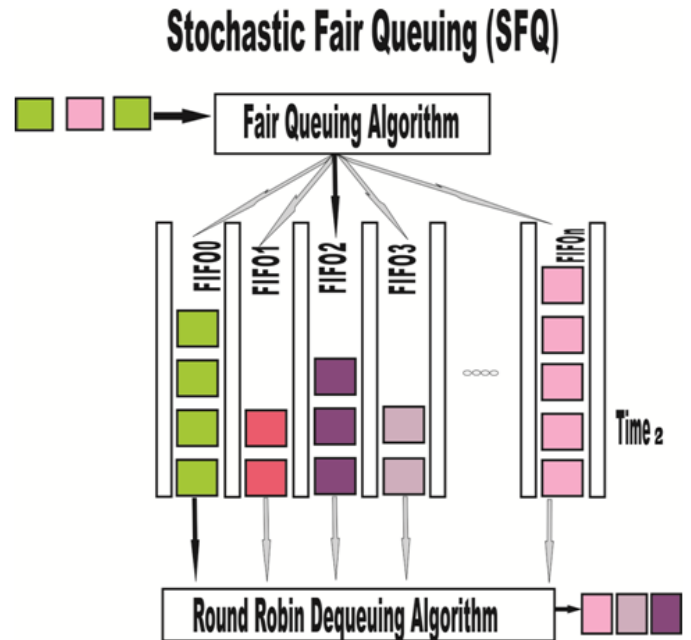 Stochastic Fair Queuing (SFQ)
Fair Queuing Algorithm
FIFO0
FIFO1
FIFO2
FIFO3
FIFOn
Time 2
Round Robin Dequeuing Algorithm